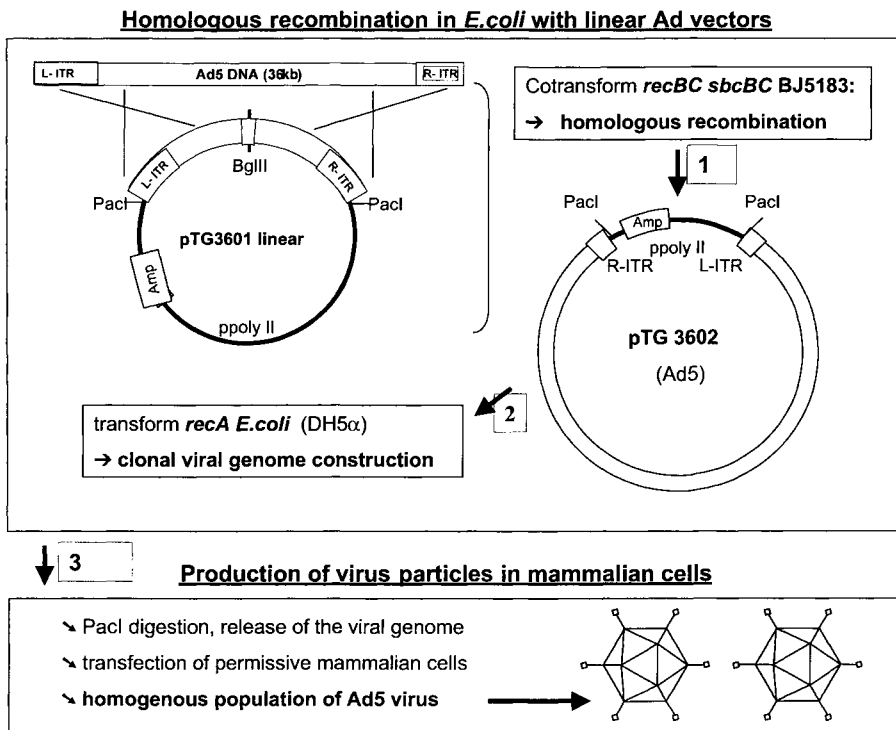 Homologous recombination in E.coli with linear Ad vectors
L- ITR
Ad5 DNA (36kb)
R- ITR
Cotransform recBC sbcBC BJ5183:
→ homologous recombination
1
BglII
L- ITR
R- ITR
PacI
PacI
pTG3601 linear
Amp
ppoly II
PacI
PacI
Amp
ppoly II
R-ITR
L-ITR
pTG 3602
(Ad5)
2
transform recA E.coli (DH5α)
→ clonal viral genome construction
3
Production of virus particles in mammalian cells
↘ PacI digestion, release of the viral genome
↘ transfection of permissive mammalian cells
↘ homogenous population of Ad5 virus